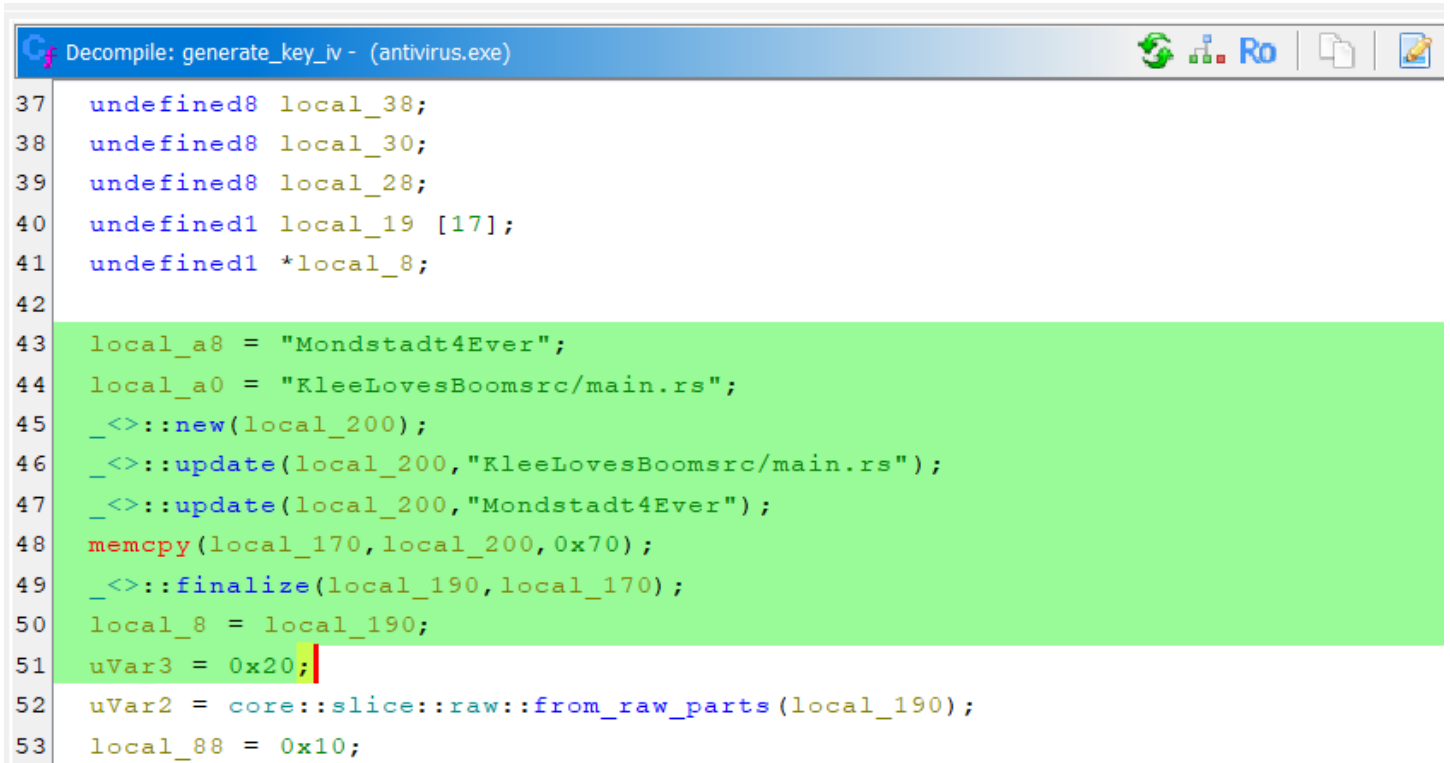 Decompile: generate_key_iv - (antivirus.exe) Ro
37 undefined8 local_38;
38 undefined8 local_30;
39 undefined8 local_28;
40 undefined1 local_19 [17];
41 undefined1 *local_8;
42
43 local_a8 = "Mondstadt4Ever";
44 local_a0 = "KleeLovesBoomsrc/main.rs";
45 _<>::new(local_200);
46 _<>::update(local_200,"KleeLovesBoomsrc/main.rs");
47 _<>::update(local_200,"Mondstadt4Ever");
48 memcpy(local_170,local_200,0x70);
49 _<>::finalize(local_190,local_170);
50 local_8 = local_190;
51 uVar3 = 0x20;
52 uVar2 = core::slice::raw::from_raw_parts(local_190);
53 local_88 = 0x10;